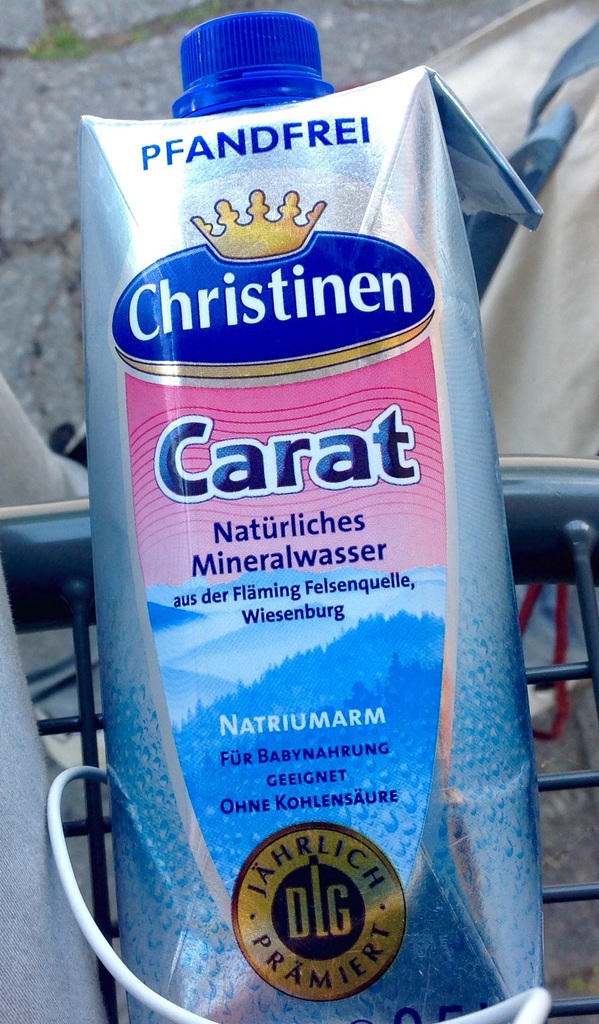 PFANDFREI
Christinen
Carat
Natürliches
Mineralwasser
aus der Fläming Felsenquelle,
Wiesenburg
NATRIUMARM
FÜR BABYNAHRUNG
GEEIGNET
OHNE KOHLENSÄURE
JÄHRLICH
DLG
PRÄMIERT